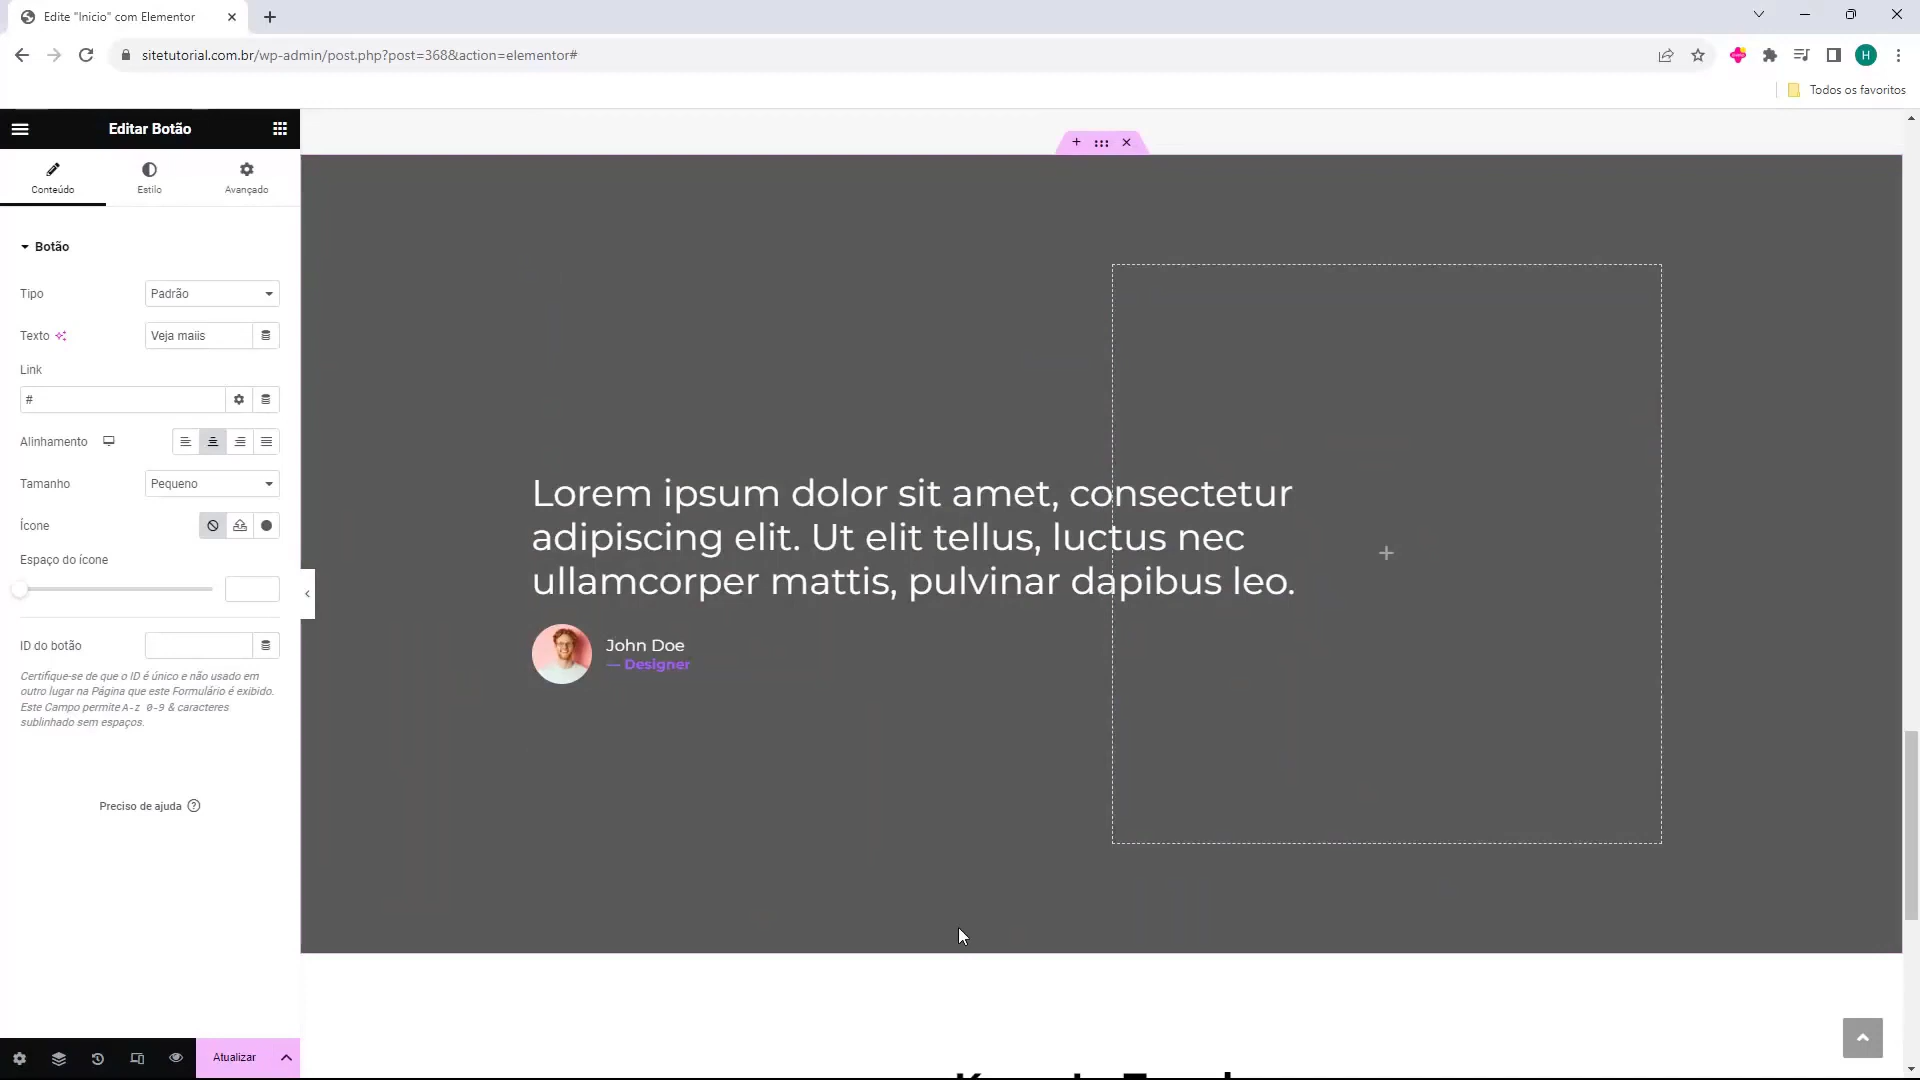 Edite "Inicio" com Elementor
sitetutorial.com.br/wp-admin/post.php?post=368&action=elementor#
H
Todos os favoritos
Editar Botão
Conteúdo
Estilo
Avançado
Botão
Tipo
Padrão
Texto
Veja maiis
Link
#
Alinhamento
Tamanho
Pequeno
Ícone
Espaço do ícone
ID do botão
Certifique-se de que o ID é único e não usado em
outro lugar na Página que este Formulário é exibido.
Este Campo permite A-z 0-9 & caracteres
sublinhado sem espaços.
Preciso de ajuda
Atualizar
Lorem ipsum dolor sit amet, consectetur
adipiscing elit. Ut elit tellus, luctus nec
ullamcorper mattis, pulvinar dapibus leo.
John Doe
— Designer